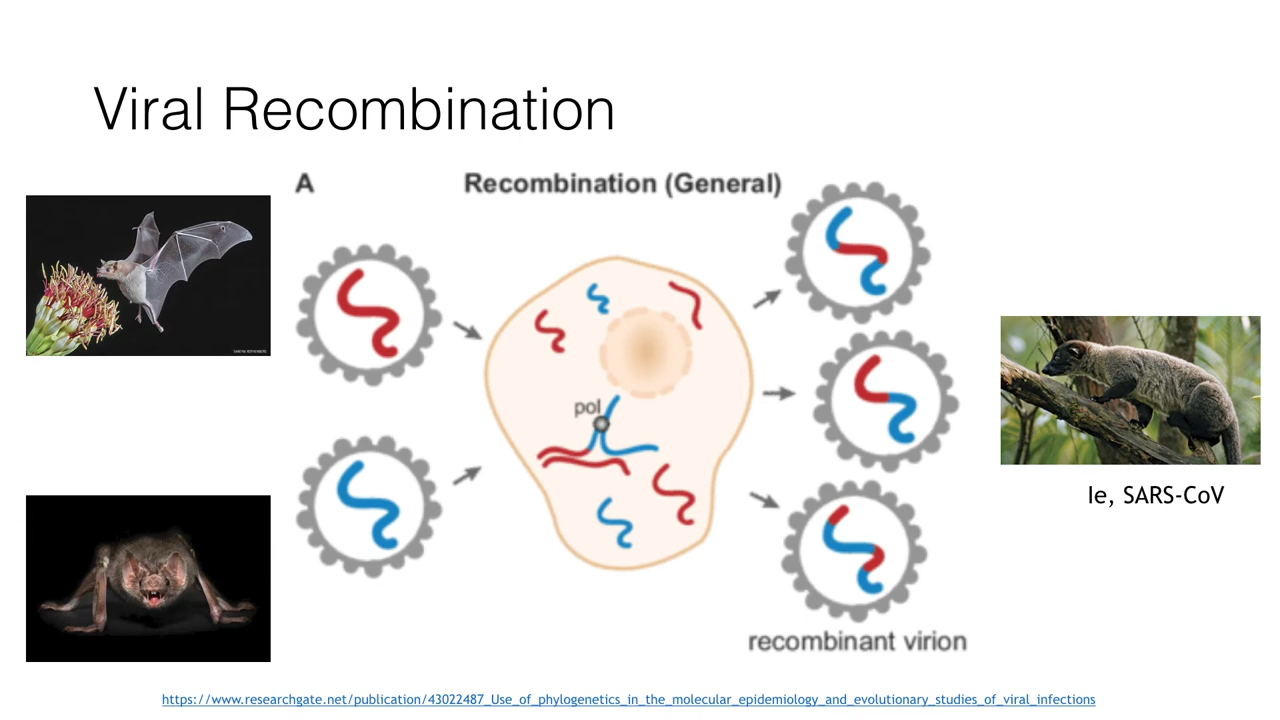 Viral Recombination
A
Recombination (General)
pol
Ie, SARS-CoV
recombinant virion
https://www.researchgate.net/publication/43022487_Use_of_phylogenetics_in_the_molecular_epidemiology_and_evolutionary_studies_of_viral_infections